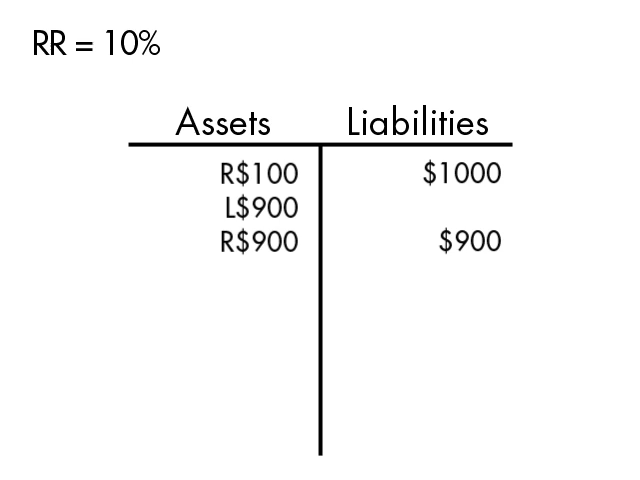 RR = 10%
Assets Liabilities
R$100 $1000
L$900
R$900 $900